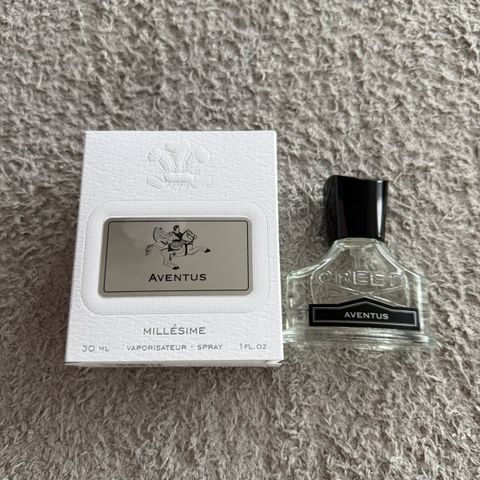 AVENTUS
MILLÉSIME
30 ML VAPORISATEUR - SPRAY 1 FL. OZ
CREED
AVENTUS